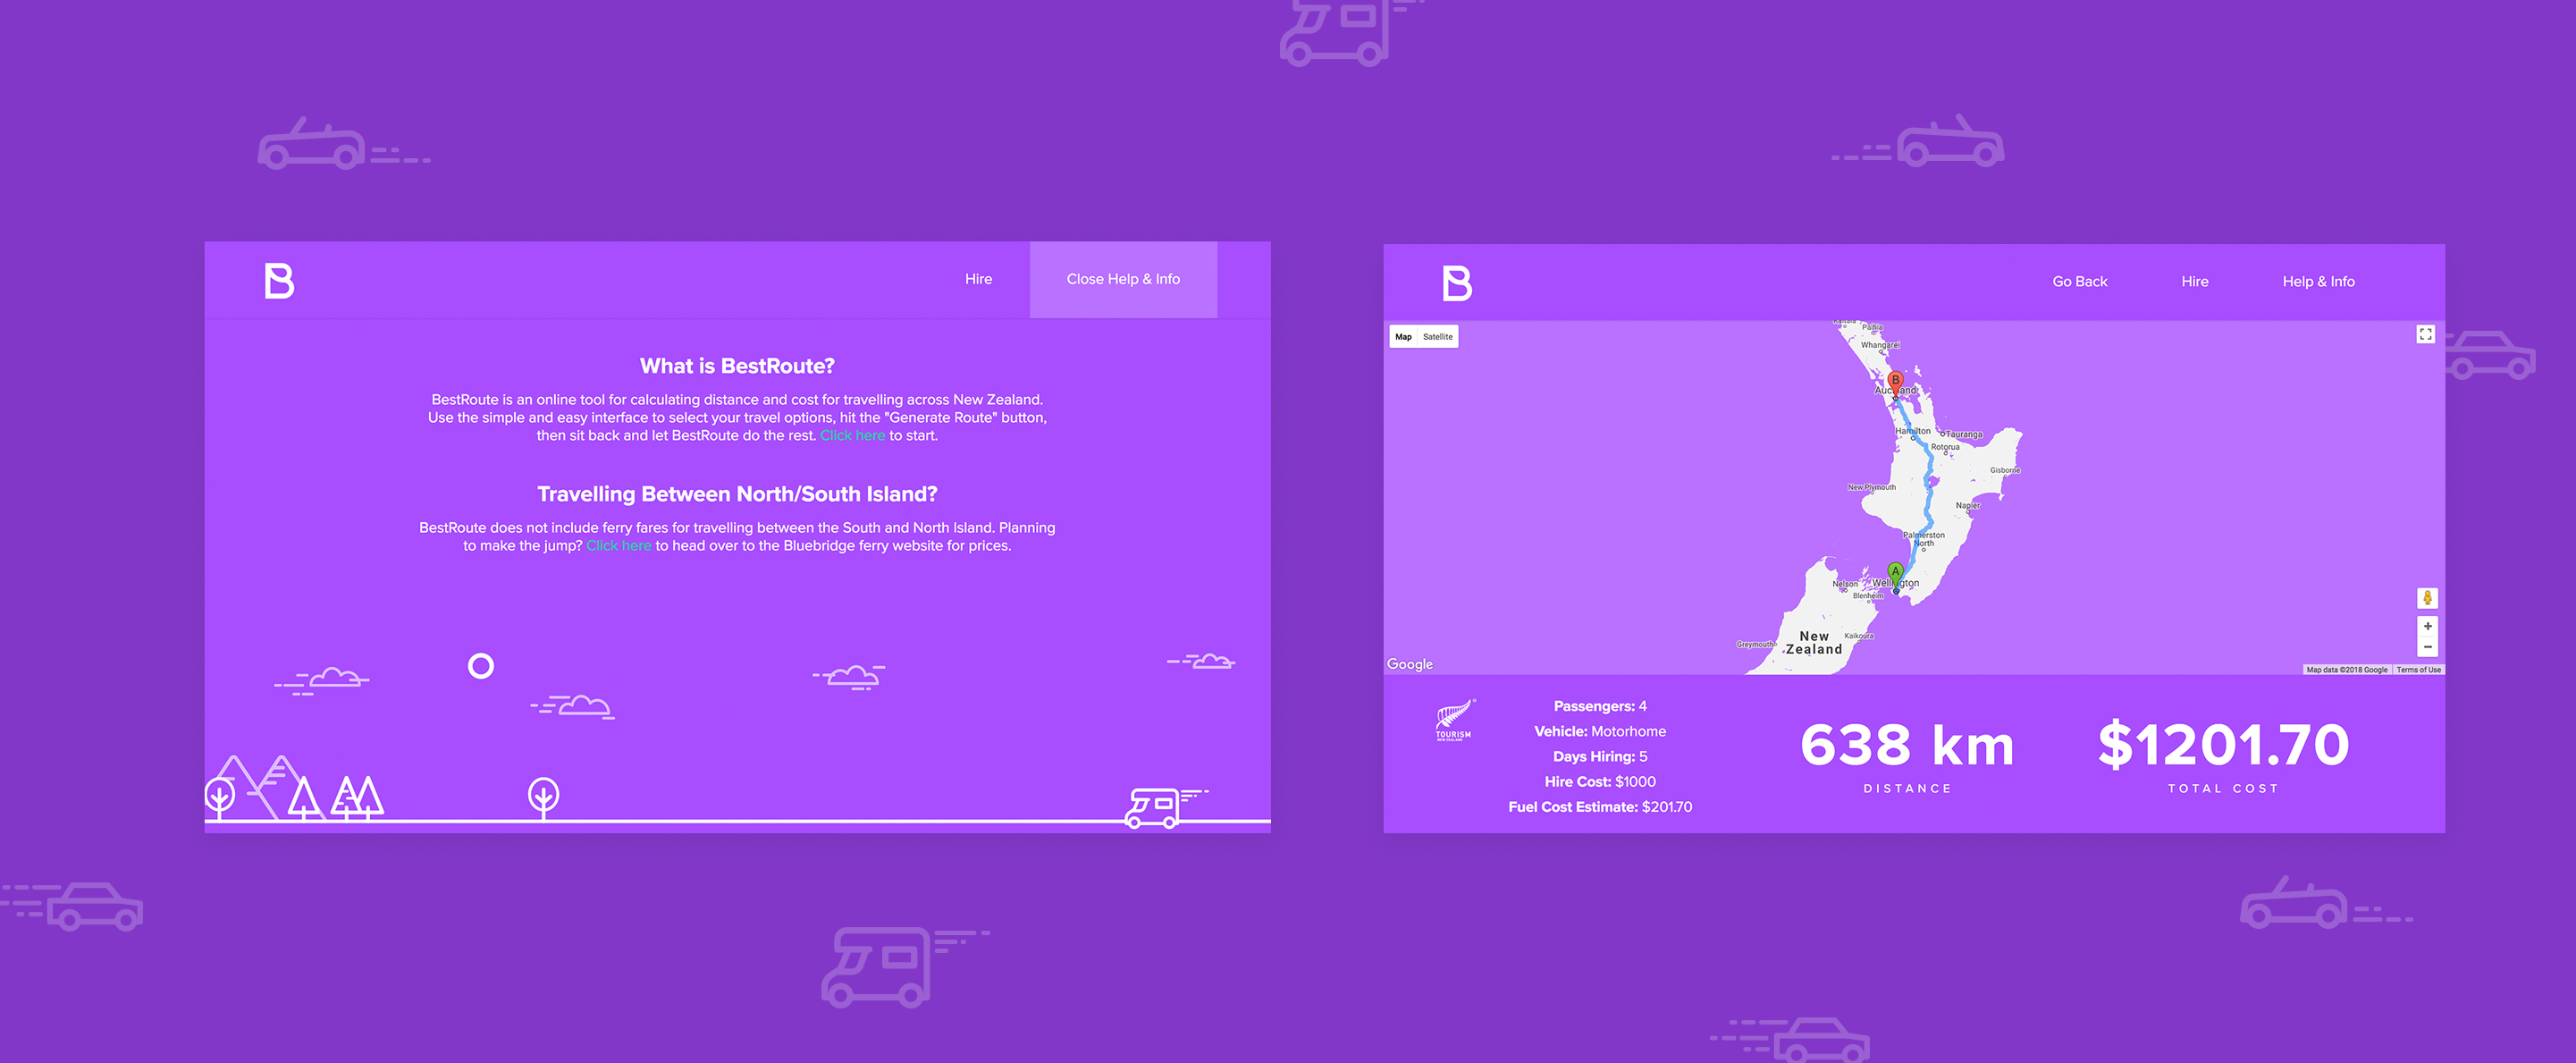 B
Hire
Close Help & Info
What is BestRoute?
BestRoute is an online tool for calculating distance and cost for travelling across New Zealand.
Use the simple and easy interface to select your travel options, hit the "Generate Route" button,
then sit back and let BestRoute do the rest. Click here to start.
Travelling Between North/South Island?
BestRoute does not include ferry fares for travelling between the South and North Island. Planning
to make the jump? Click here to head over to the Bluebridge ferry website for prices.
B
Go Back
Hire
Help & Info
Map
Satellite
Paihia
Whangarei
B
Auckland
Hamilton
Tauranga
Rotorua
Gisborne
New Plymouth
Napier
Palmerston
North
A
Nelson
Wellington
Blenheim
Greymouth
New
Zealand
Kaikoura
Google
Map data ©2018 Google
Terms of Use
TOURISM
NEW ZEALAND
Passengers: 4
Vehicle: Motorhome
Days Hiring: 5
Hire Cost: $1000
Fuel Cost Estimate: $201.70
638 km
DISTANCE
$1201.70
TOTAL COST